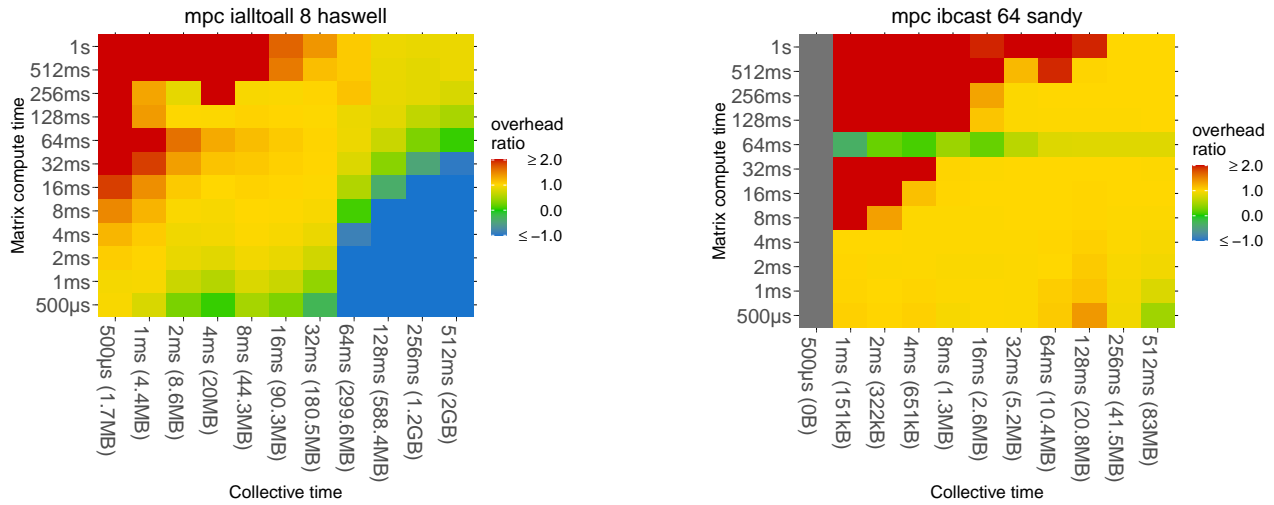 mpc ialltoall 8 haswell
Matrix compute time
1s
512ms
256ms
128ms
64ms
32ms
16ms
8ms
4ms
2ms
1ms
500µs
500µs (1.7MB)
1ms (4.4MB)
2ms (8.6MB)
4ms (20MB)
8ms (44.3MB)
16ms (90.3MB)
32ms (180.5MB)
64ms (299.6MB)
128ms (588.4MB)
256ms (1.2GB)
512ms (2GB)
Collective time
overhead
ratio
≥ 2.0
1.0
0.0
≤ −1.0
mpc ibcast 64 sandy
Matrix compute time
1s
512ms
256ms
128ms
64ms
32ms
16ms
8ms
4ms
2ms
1ms
500µs
500µs (0B)
1ms (151kB)
2ms (322kB)
4ms (651kB)
8ms (1.3MB)
16ms (2.6MB)
32ms (5.2MB)
64ms (10.4MB)
128ms (20.8MB)
256ms (41.5MB)
512ms (83MB)
Collective time
overhead
ratio
≥ 2.0
1.0
0.0
≤ −1.0